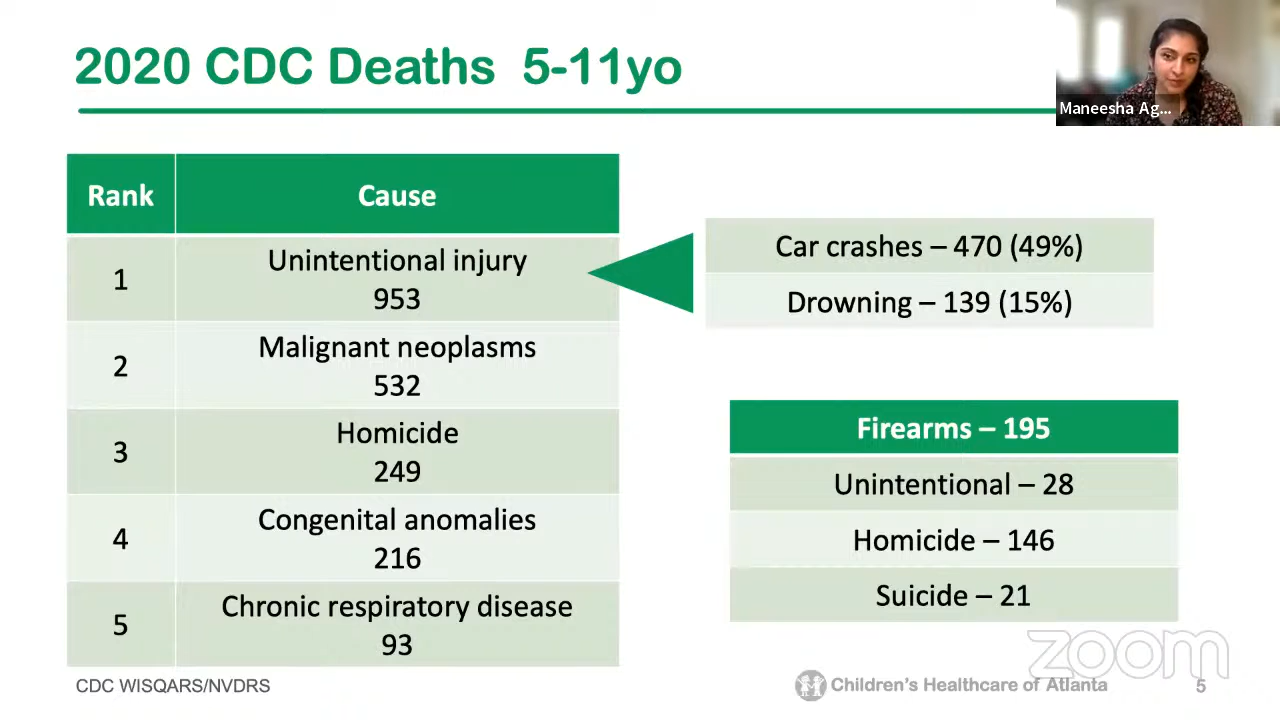 2020 CDC Deaths 5-11yo
Maneesha Ag...
Rank
Cause
1
Unintentional injury
953
2
Malignant neoplasms
532
3
Homicide
249
4
Congenital anomalies
216
5
Chronic respiratory disease
93
Car crashes – 470 (49%)
Drowning – 139 (15%)
Firearms – 195
Unintentional – 28
Homicide – 146
Suicide – 21
zoom
CDC WISQARS/NVDRS
Children's Healthcare of Atlanta
5